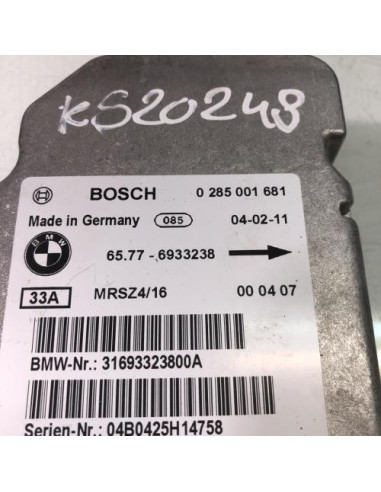 KS20248
BOSCH 0 285 001 681
Made in Germany 085 04-02-11
BMW
65.77 - 6933238
33A MRSZ4/16 00 04 07
BMW-Nr.: 31693323800A
Serien-Nr.: 04B0425H14758